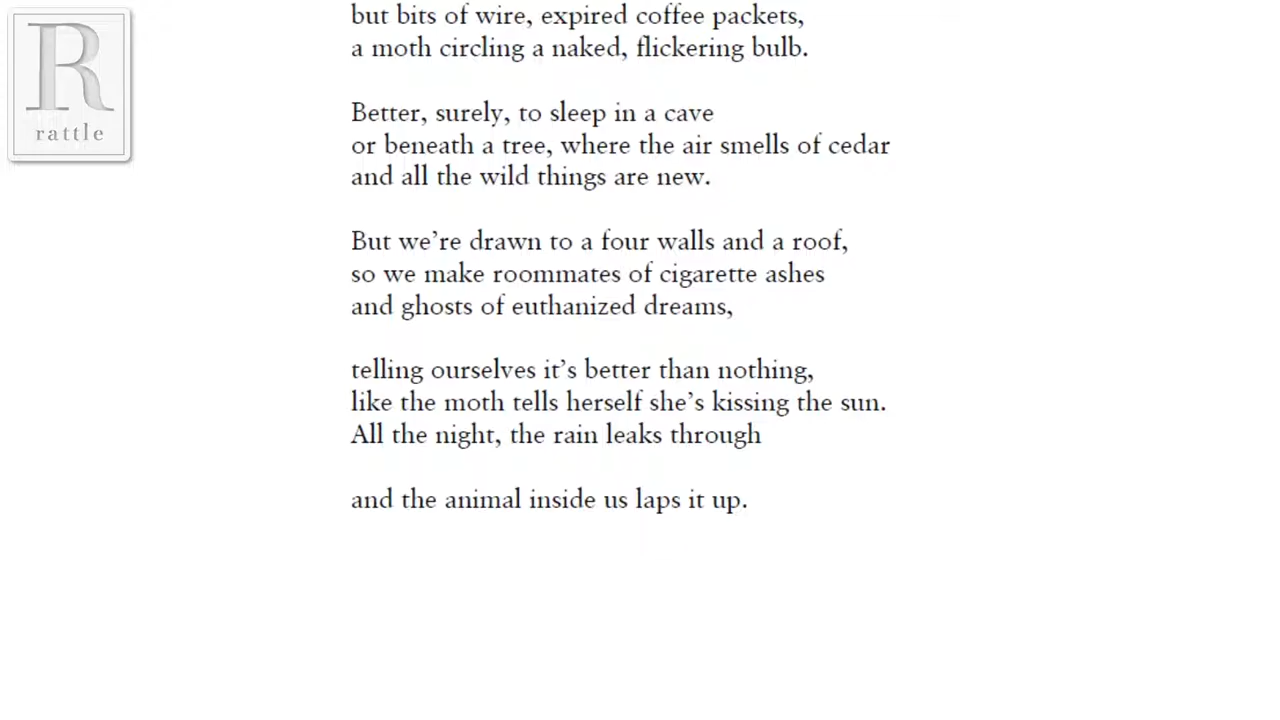 R
rattle
but bits of wire, expired coffee packets,
a moth circling a naked, flickering bulb.
Better, surely, to sleep in a cave
or beneath a tree, where the air smells of cedar
and all the wild things are new.
But we’re drawn to a four walls and a roof,
so we make roommates of cigarette ashes
and ghosts of euthanized dreams,
telling ourselves it’s better than nothing,
like the moth tells herself she’s kissing the sun.
All the night, the rain leaks through
and the animal inside us laps it up.